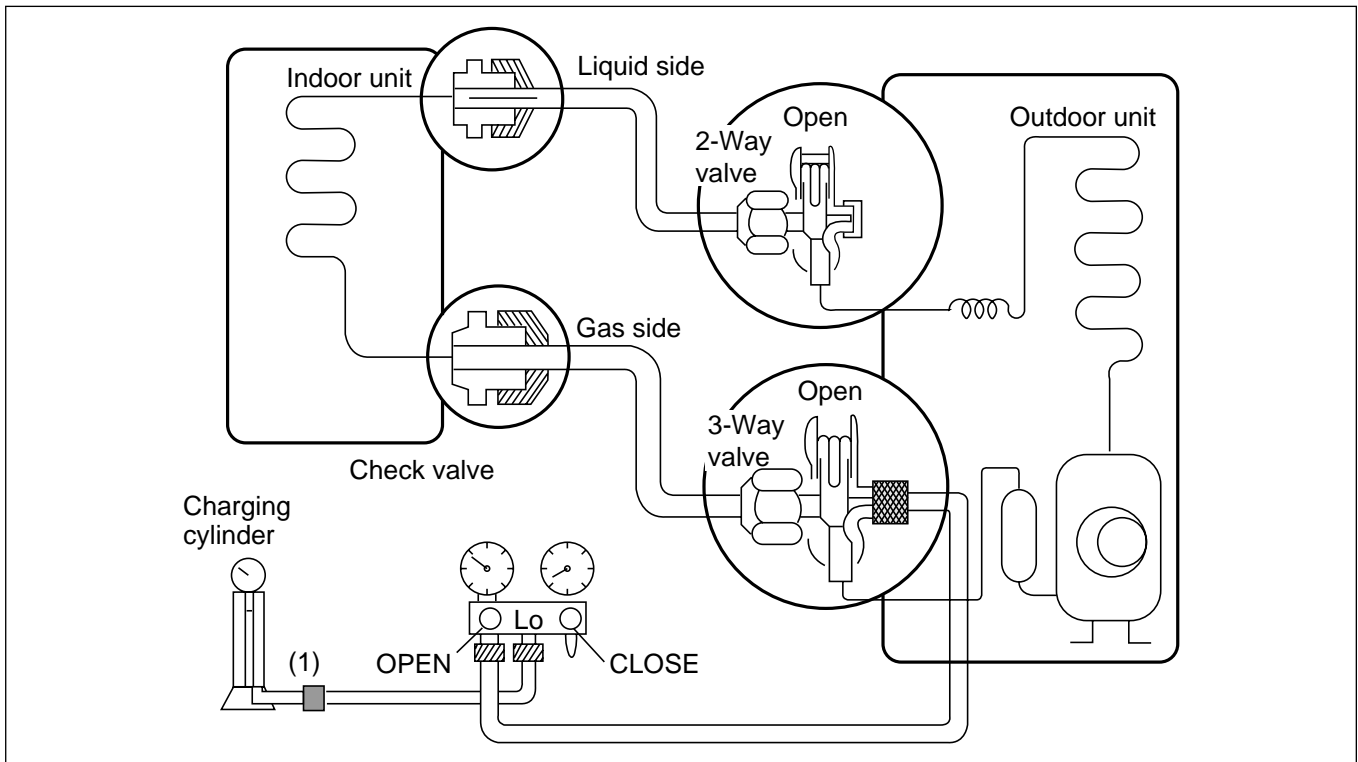 Indoor unit
Liquid side
Open
2-Way
valve
Outdoor unit
Gas side
Open
3-Way
valve
Check valve
Charging
cylinder
Lo
(1)
OPEN
CLOSE